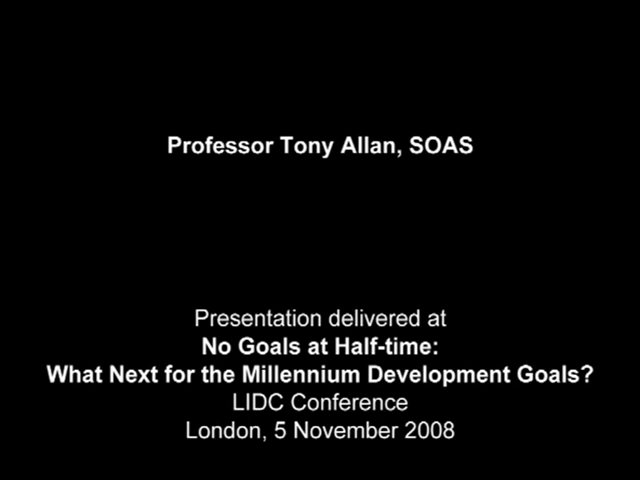 Professor Tony Allan, SOAS
Presentation delivered at
No Goals at Half-time:
What Next for the Millennium Development Goals?
LIDC Conference
London, 5 November 2008